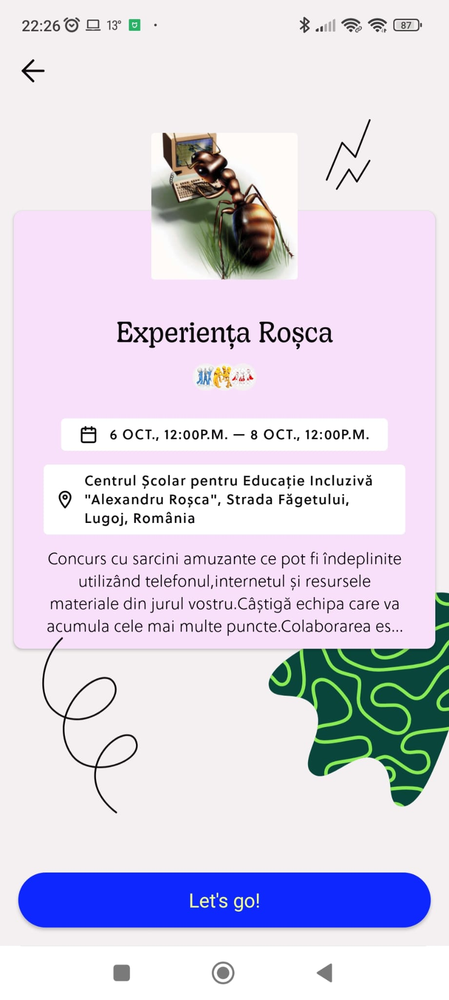 22:26 13° 87
Experiența Roșca
6 OCT., 12:00P.M. — 8 OCT., 12:00P.M.
Centrul Școlar pentru Educație Incluzivă
"Alexandru Roșca", Strada Făgetului,
Lugoj, România
Concurs cu sarcini amuzante ce pot fi îndeplinite
utilizând telefonul,internetul și resursele
materiale din jurul vostru.Câștigă echipa care va
acumula cele mai multe puncte.Colaborarea es...
Let's go!